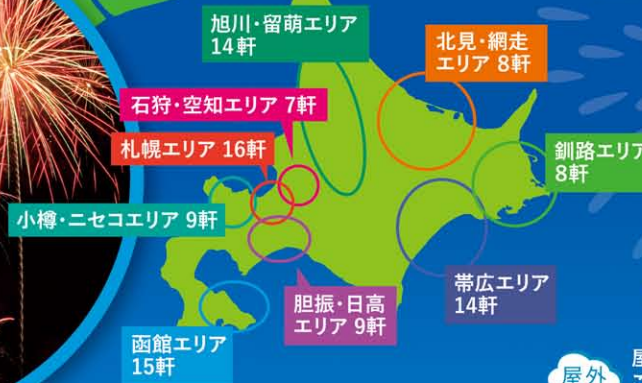 旭川・留萌エリア
14軒
北見・網走
エリア 8軒
石狩・空知エリア 7軒
札幌エリア 16軒
釧路エリア
8軒
小樽・ニセコエリア 9軒
帯広エリア
14軒
胆振・日高
エリア 9軒
函館エリア
15軒
屋外